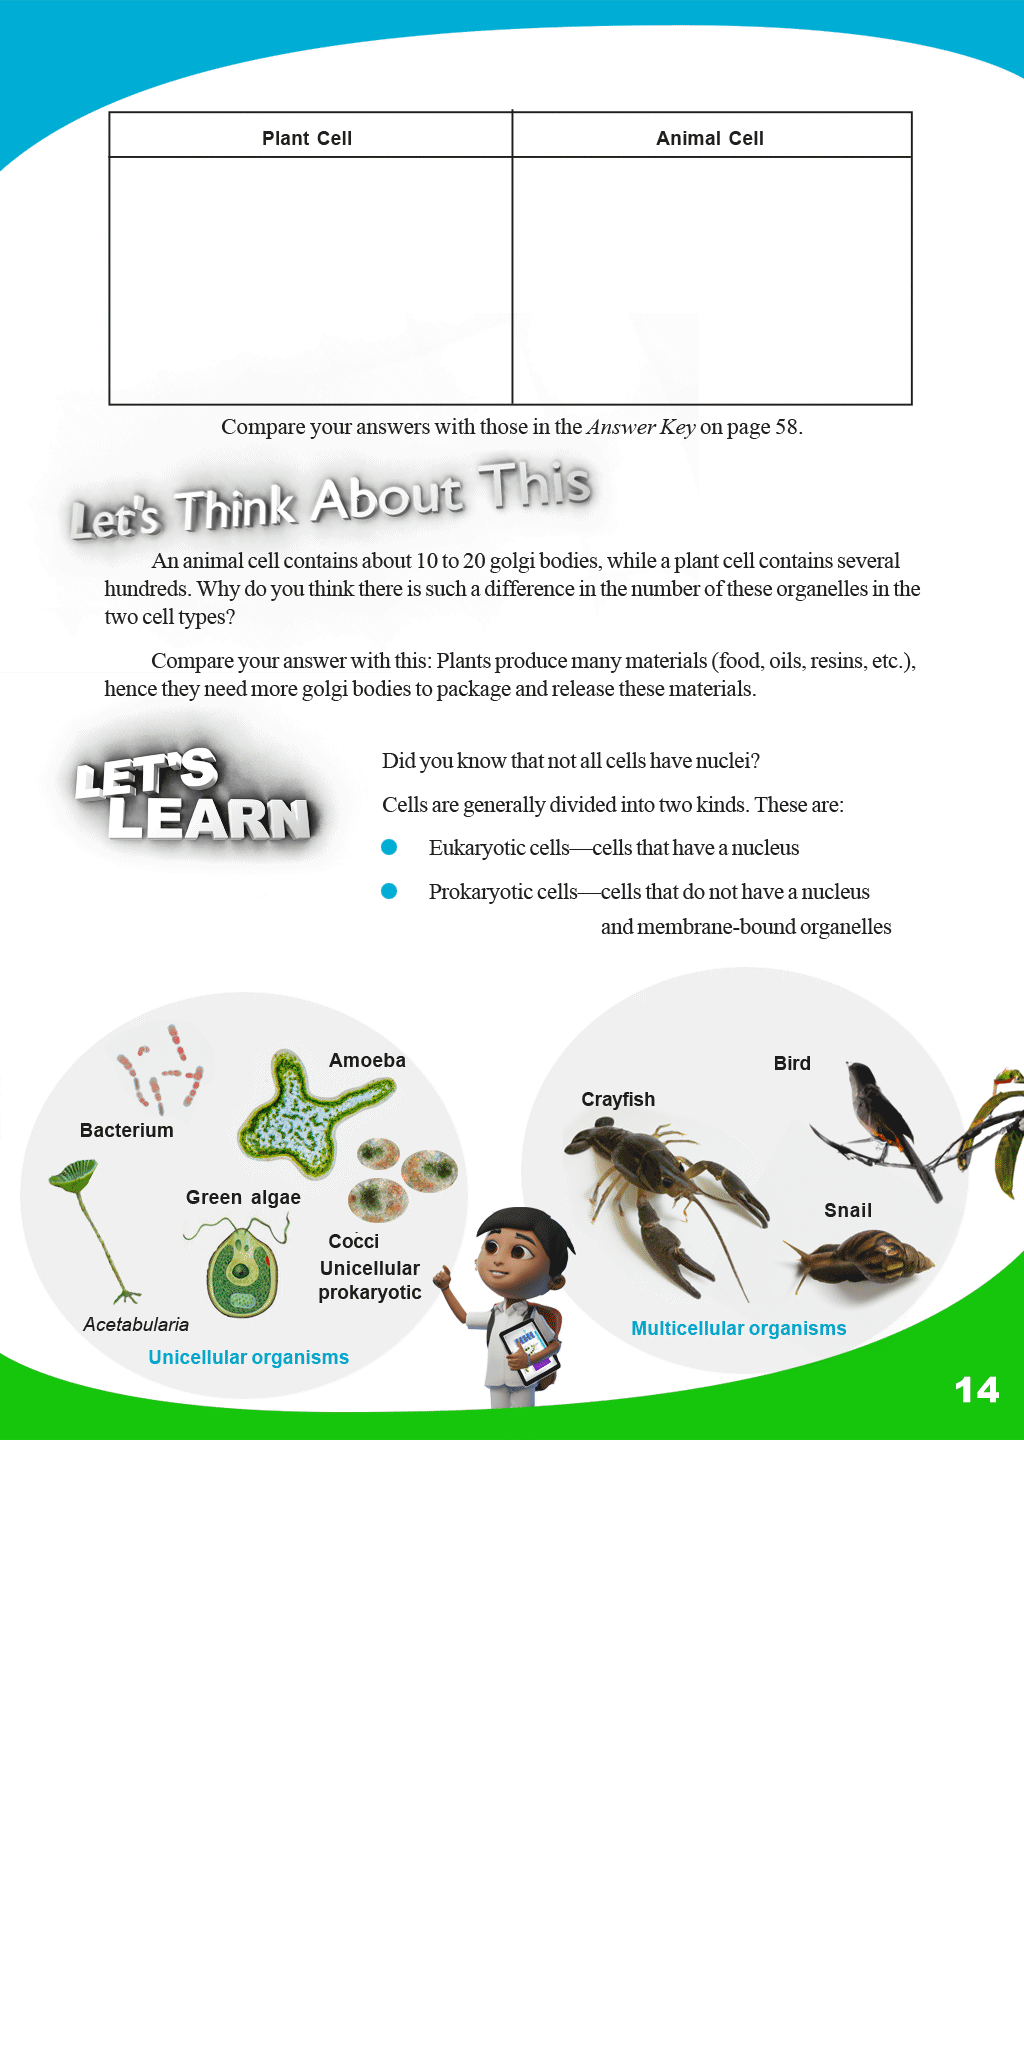 Plant Cell
Animal Cell
Compare your answers with those in the Answer Key on page 58.
Let's Think About This
An animal cell contains about 10 to 20 golgi bodies, while a plant cell contains several
hundreds. Why do you think there is such a difference in the number of these organelles in the
two cell types?
Compare your answer with this: Plants produce many materials (food, oils, resins, etc.),
hence they need more golgi bodies to package and release these materials.
LET'S
LEARN
Did you know that not all cells have nuclei?
Cells are generally divided into two kinds. These are:
Eukaryotic cells—cells that have a nucleus
Prokaryotic cells—cells that do not have a nucleus
and membrane-bound organelles
Amoeba
Bacterium
Green algae
Cocci
Unicellular
prokaryotic
Acetabularia
Unicellular organisms
Bird
Crayfish
Snail
Multicellular organisms
14